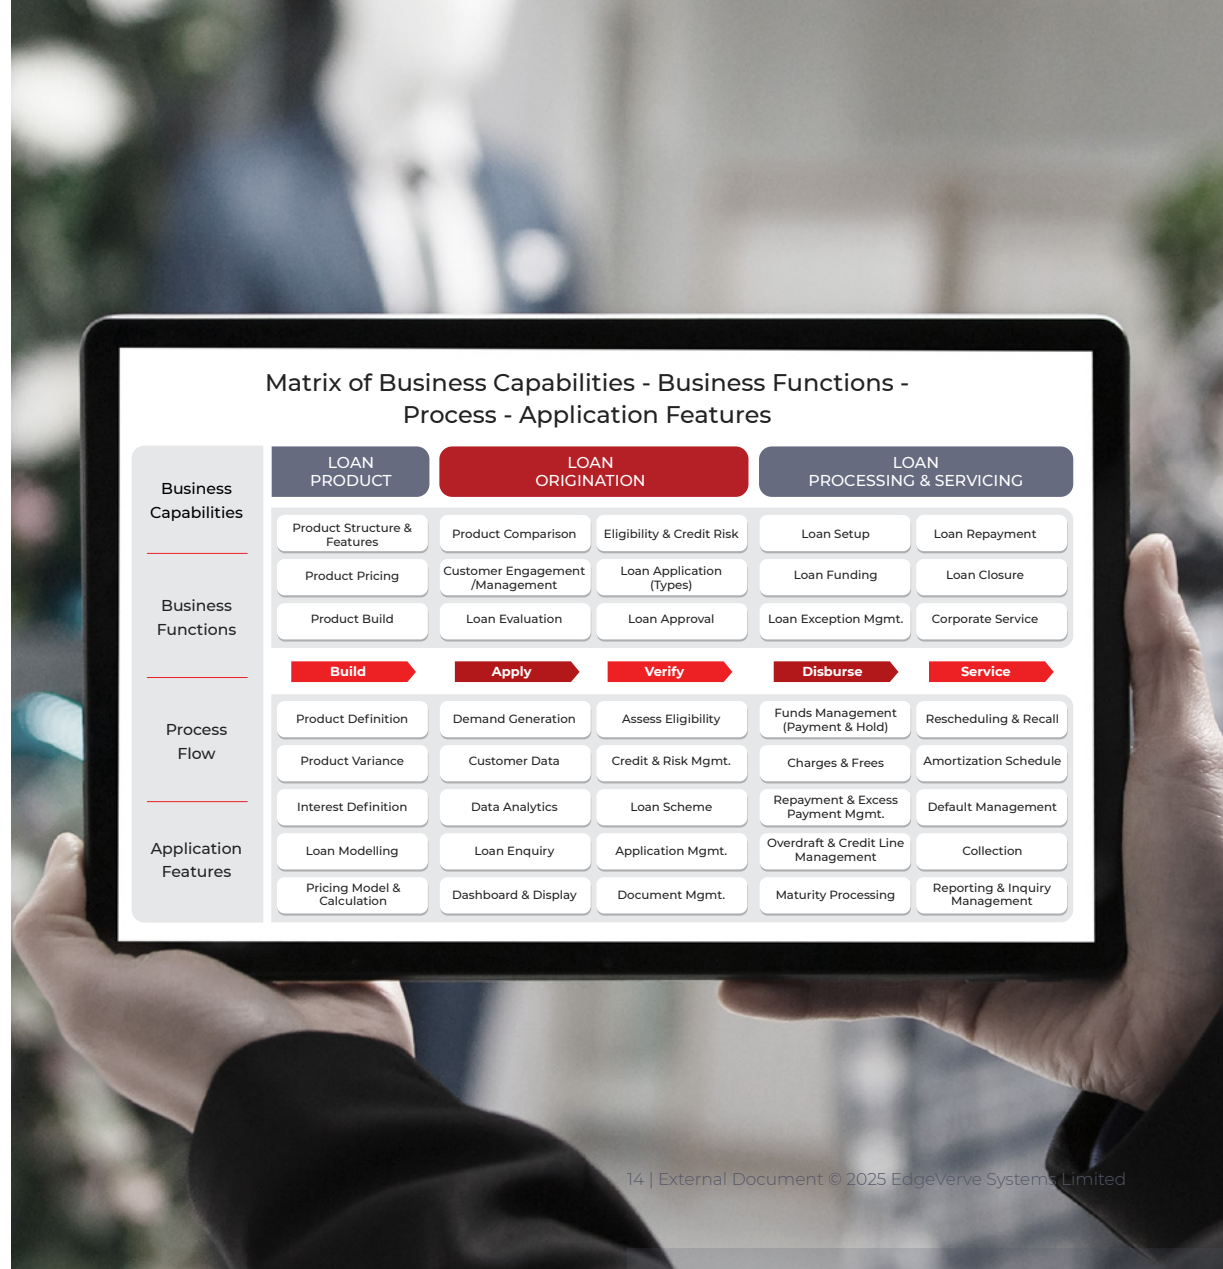 Matrix of Business Capabilities - Business Functions -
Process - Application Features
Business
Capabilities
Business
Functions
Process
Flow
Application
Features
LOAN
PRODUCT
LOAN
ORIGINATION
LOAN
PROCESSING & SERVICING
Product Structure &
Features
Product Comparison
Eligibility & Credit Risk
Loan Setup
Loan Repayment
Product Pricing
Customer Engagement
/Management
Loan Application
(Types)
Loan Funding
Loan Closure
Product Build
Loan Evaluation
Loan Approval
Loan Exception Mgmt.
Corporate Service
Build
Apply
Verify
Disburse
Service
Product Definition
Demand Generation
Assess Eligibility
Funds Management
(Payment & Hold)
Rescheduling & Recall
Product Variance
Customer Data
Credit & Risk Mgmt.
Charges & Frees
Amortization Schedule
Interest Definition
Data Analytics
Loan Scheme
Repayment & Excess
Payment Mgmt.
Default Management
Loan Modelling
Loan Enquiry
Application Mgmt.
Overdraft & Credit Line
Management
Collection
Pricing Model &
Calculation
Dashboard & Display
Document Mgmt.
Maturity Processing
Reporting & Inquiry
Management
14 | External Document © 2025 EdgeVerve Systems Limited